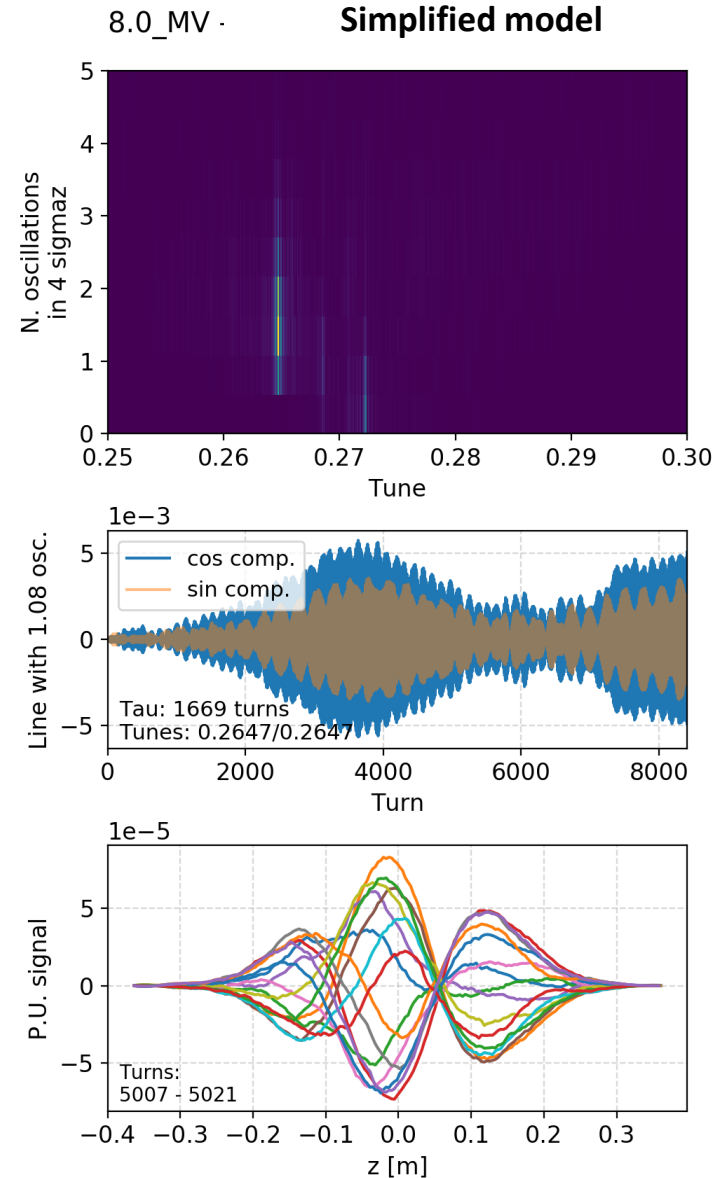 8.0_MV -
Simplified model
5
4
3
2
1
0
N. oscillations
in 4 sigmaz
0.25 0.26 0.27 0.28 0.29 0.30
Tune
1e−3
5
0
−5
Line with 1.08 osc.
cos comp.
sin comp.
Tau: 1669 turns
Tunes: 0.2647/0.2647
0 2000 4000 6000 8000
Turn
1e−5
5
0
−5
P.U. signal
Turns:
5007 - 5021
−0.4 −0.3 −0.2 −0.1 0.0 0.1 0.2 0.3
z [m]